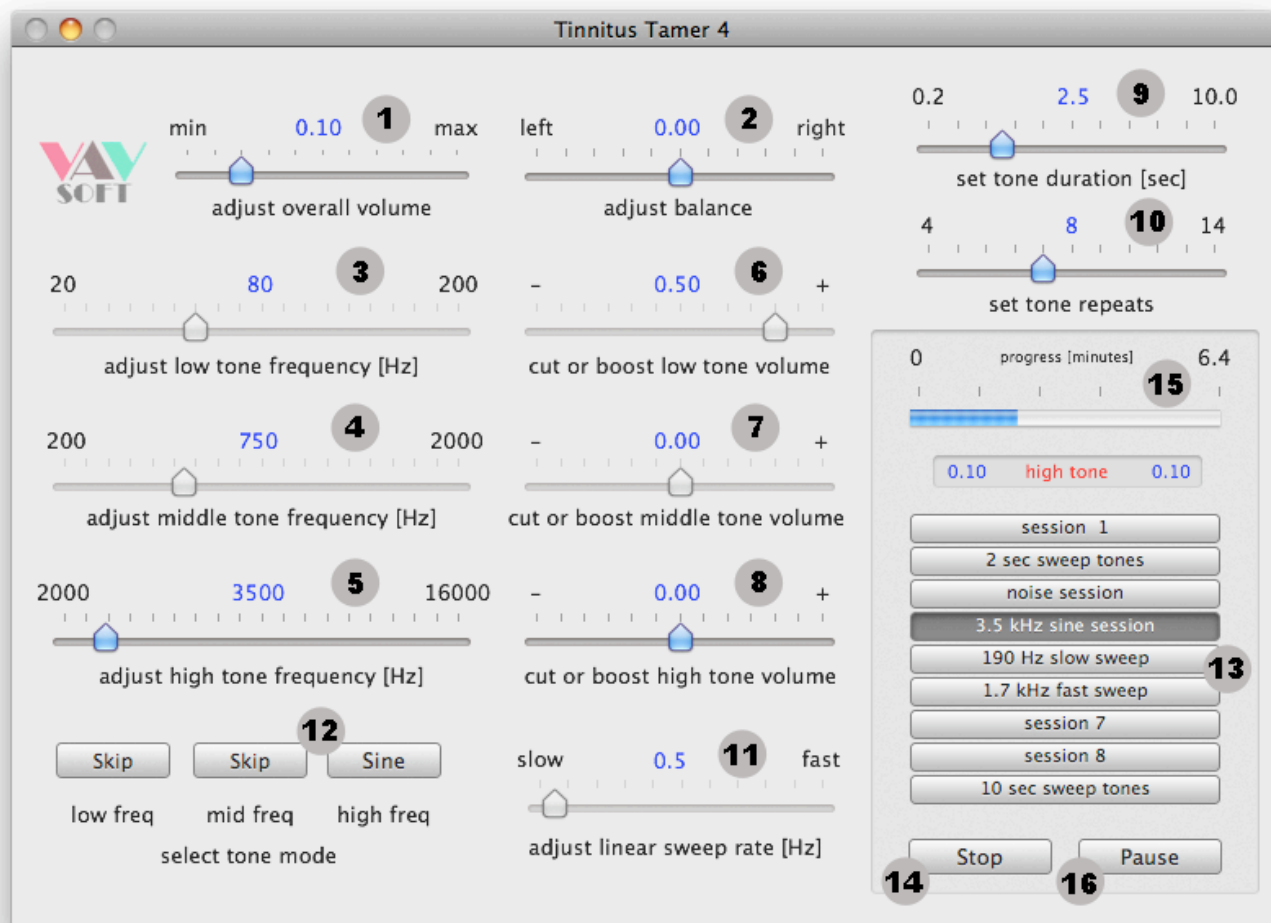 Tinnitus Tamer 4
VAV
SOFT
min 0.10 1 max
adjust overall volume
left 0.00 2 right
adjust balance
0.2 2.5 9 10.0
set tone duration [sec]
4 8 10 14
set tone repeats
20 80 3 200
adjust low tone frequency [Hz]
- 0.50 6 +
cut or boost low tone volume
200 750 4 2000
adjust middle tone frequency [Hz]
- 0.00 7 +
cut or boost middle tone volume
2000 3500 5 16000
adjust high tone frequency [Hz]
- 0.00 8 +
cut or boost high tone volume
12
Skip Skip Sine
low freq mid freq high freq
select tone mode
slow 0.5 11 fast
adjust linear sweep rate [Hz]
0 progress [minutes] 6.4
15
0.10 high tone 0.10
session 1
2 sec sweep tones
noise session
3.5 kHz sine session
190 Hz slow sweep
13
1.7 kHz fast sweep
session 7
session 8
10 sec sweep tones
Stop Pause
14 16